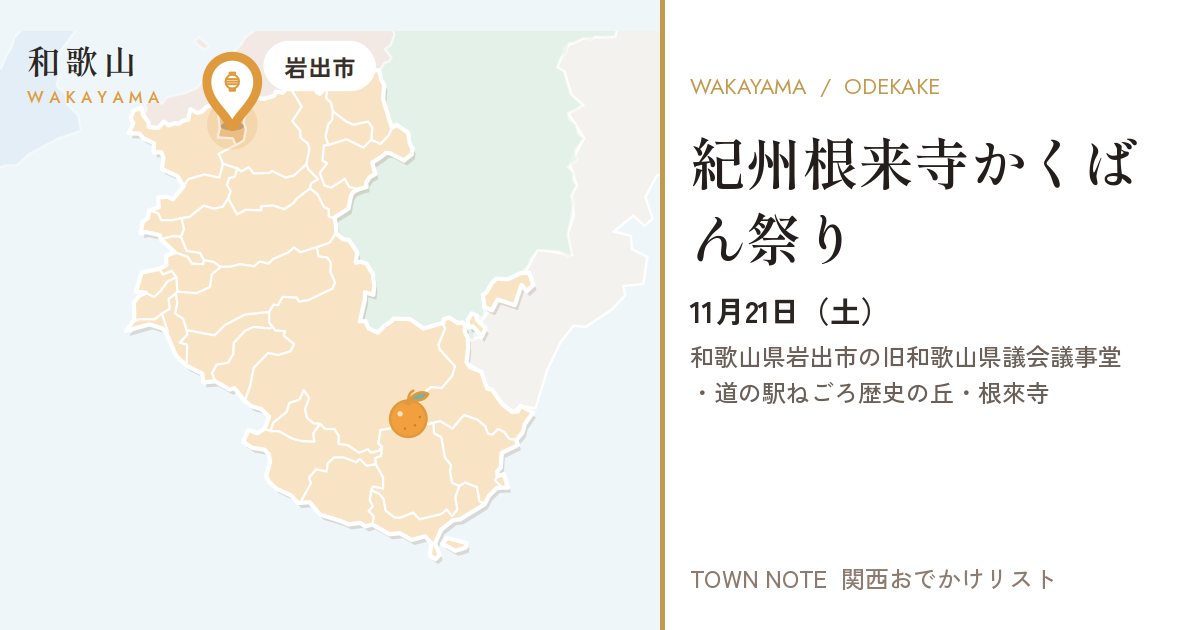 和歌山
WAKAYAMA
岩出市
WAKAYAMA / ODEKAKE
紀州根来寺かくば
ん祭り
11月21日（土）
和歌山県岩出市の旧和歌山県議会議事堂
・道の駅ねごろ歴史の丘・根來寺
TOWN NOTE 関西おでかけリスト